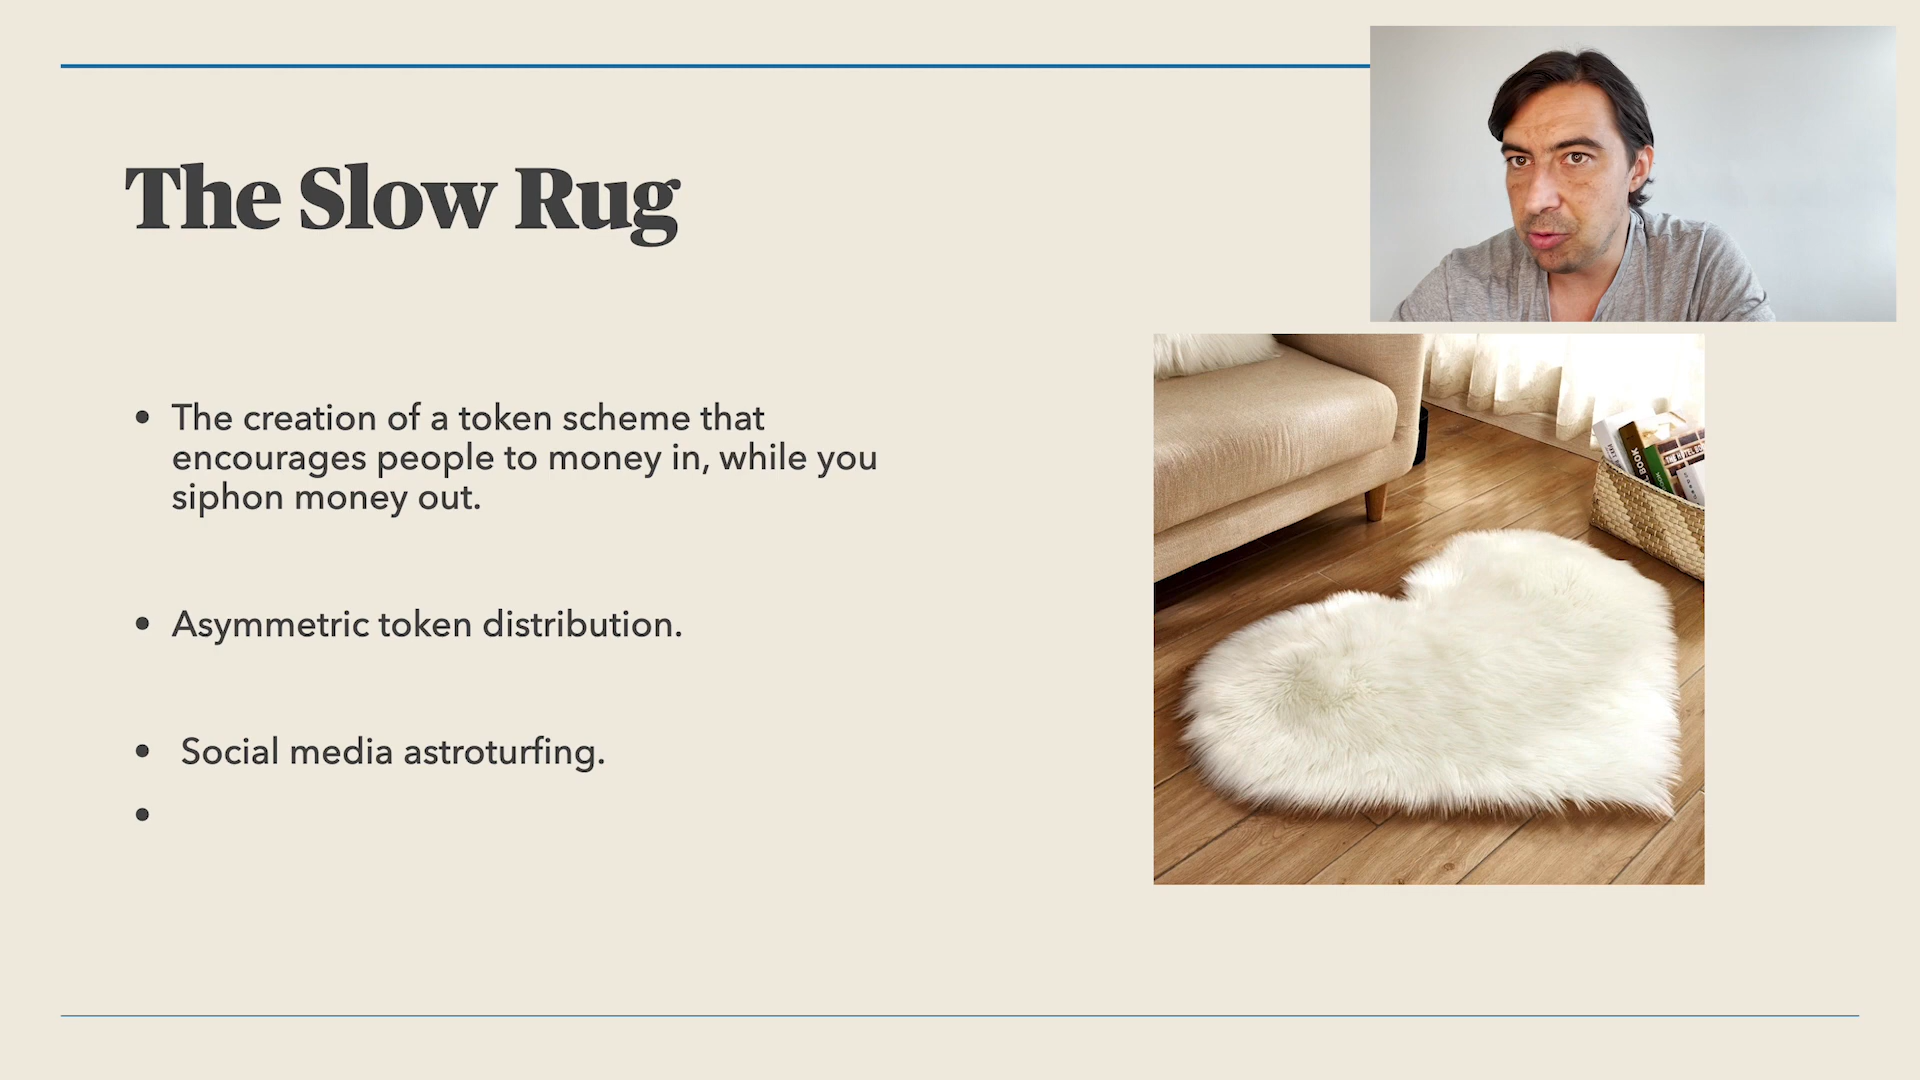 The Slow Rug
• The creation of a token scheme that
encourages people to money in, while you
siphon money out.
• Asymmetric token distribution.
• Social media astroturfing.
•
BOOK